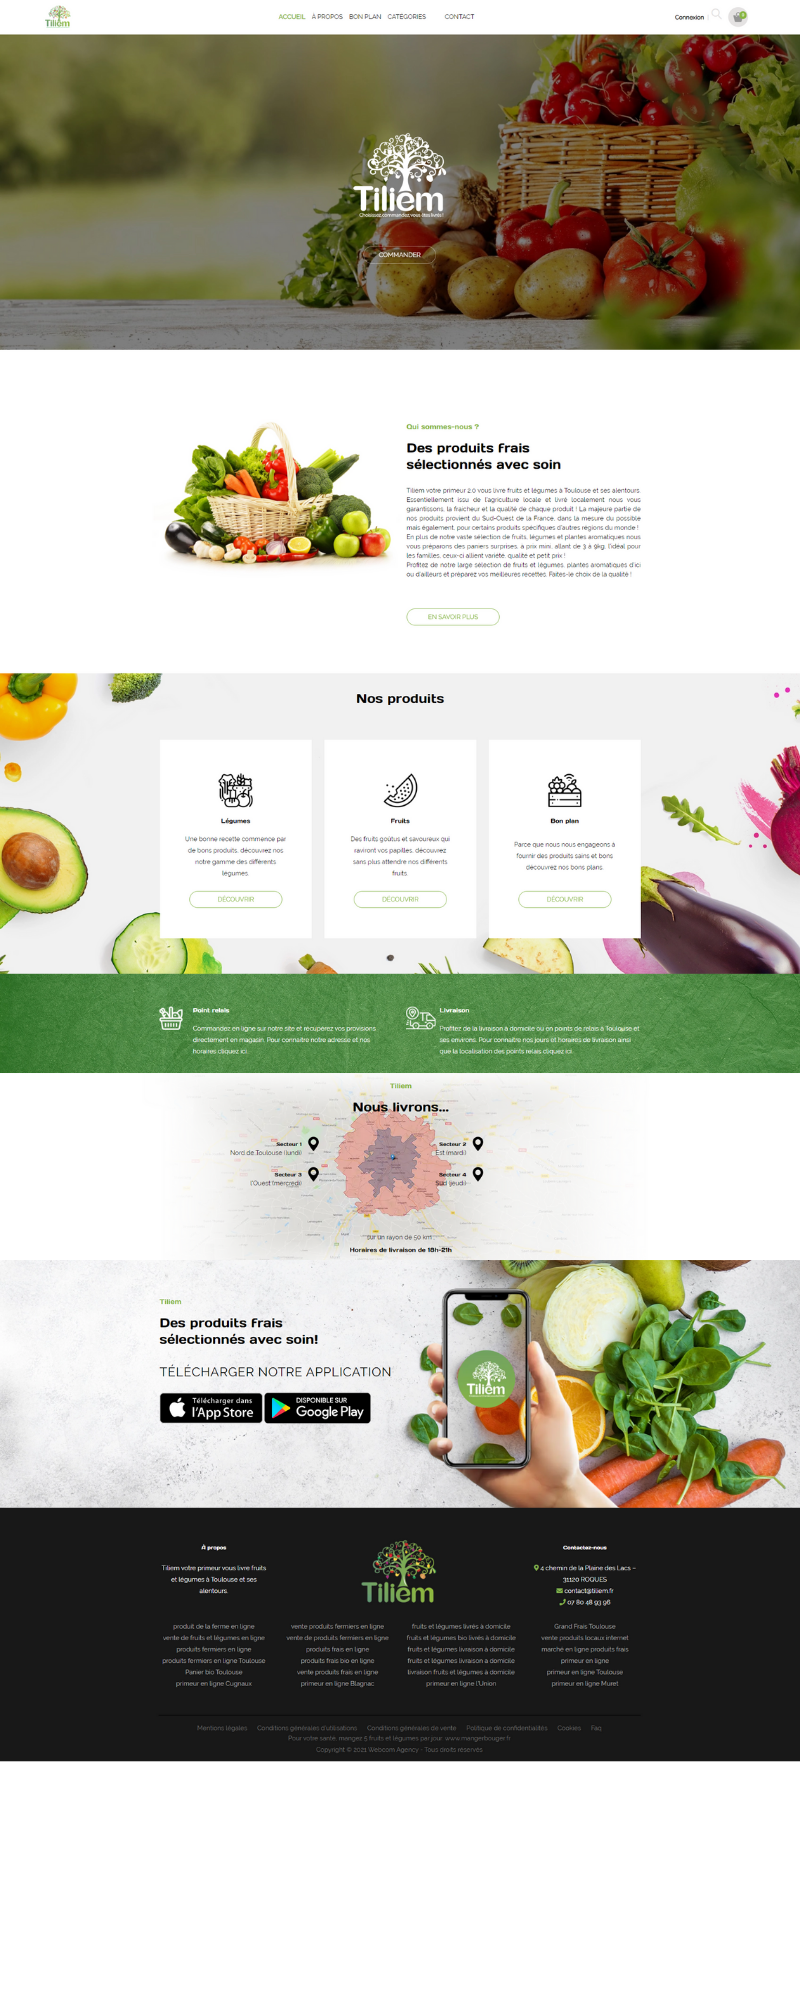 Tiliem
ACCUEIL À PROPOS BON PLAN CATEGORIES CONTACT
Connexion
Tiliem
Choisissez, commandez, vous êtes livrés !
COMMANDER
Qui sommes-nous ?
Des produits frais
sélectionnés avec soin
Tiliem votre primeur 2.0 vous livre fruits et légumes à Toulouse et ses alentours.
Essentiellement issu de l'agriculture locale et livré localement nous vous
garantissons, la fraicheur et la qualité de chaque produit ! La majeure partie de
nos produits provient du Sud-Ouest de la France, dans la mesure du possible
mais également, pour certains produits spécifiques d'autres régions du monde !
En plus de notre vaste sélection de fruits, légumes et plantes aromatiques nous
vous préparons des paniers surprises, à prix mini, allant de 3 à 9kg, l'idéal pour
les familles, ceux-ci allient variété, qualité et petit prix !
Profitez de notre large sélection de fruits et légumes, plantes aromatiques d'ici
ou d'ailleurs et préparez vos meilleures recettes. Faites-le choix de la qualité !
EN SAVOIR PLUS
Nos produits
Légumes
Une bonne recette commence par
de bons produits, découvrez nos
notre gamme des différents
légumes.
DÉCOUVRIR
Fruits
Des fruits goûtus et savoureux qui
raviront vos papilles, découvrez
sans plus attendre nos différents
fruits.
DECOUVRIR
Bon plan
Parce que nous nous engageons à
fournir des produits sains et bons
découvrez nos bons plans.
DÉCOUVRIR
Point relais
Commandez en ligne sur notre site et récupérez vos provisions
directement en magasin. Pour connaitre notre adresse et nos
horaires cliquez ici.
Livraison
Profitez de la livraison à domicile ou en points de relais à Toulouse et
ses environs. Pour connaitre nos jours et horaires de livraison ainsi
que la localisation des points relais cliquez ici.
Tiliem
Nous livrons...
Secteur 1
Nord de Toulouse (lundi)
Secteur 2
Est (mardi)
Secteur 3
l'Ouest (mercredi)
Secteur 4
Sud (jeudi)
sur un rayon de 50 km
Horaires de livraison de 18h-21h
Tiliem
Des produits frais
sélectionnés avec soin!
TÉLÉCHARGER NOTRE APPLICATION
Télécharger dans
l'App Store
DISPONIBLE SUR
Google Play
Tiliem
À propos
Tiliem votre primeur vous livre fruits
et légumes à Toulouse et ses
alentours.
Tiliem
Contactez-nous
4 chemin de la Plaine des Lacs –
31120 ROQUES
contact@tiliem.fr
07 80 48 93 96
produit de la ferme en ligne
vente de fruits et légumes en ligne
produits fermiers en ligne
produits fermiers en ligne Toulouse
Panier bio Toulouse
primeur en ligne Cugnaux
vente produits fermiers en ligne
vente de produits fermiers en ligne
produits frais en ligne
produits frais bio en ligne
vente produits frais en ligne
primeur en ligne Blagnac
fruits et légumes livrés à domicile
fruits et légumes bio livrés à domicile
fruits et légumes livraison a domicile
fruits et légumes livraison à domicile
livraison fruits et légumes à domicile
primeur en ligne l'Union
Grand Frais Toulouse
vente produits locaux internet
marché en ligne produits frais
primeur en ligne
primeur en ligne Toulouse
primeur en ligne Muret
Mentions légales Conditions générales d'utilisations Conditions générales de vente Politique de confidentialités Cookies Faq
Pour votre santé, mangez 5 fruits et légumes par jour. www.mangerbouger.fr
Copyright © 2021 Webcom Agency - Tous droits réservés